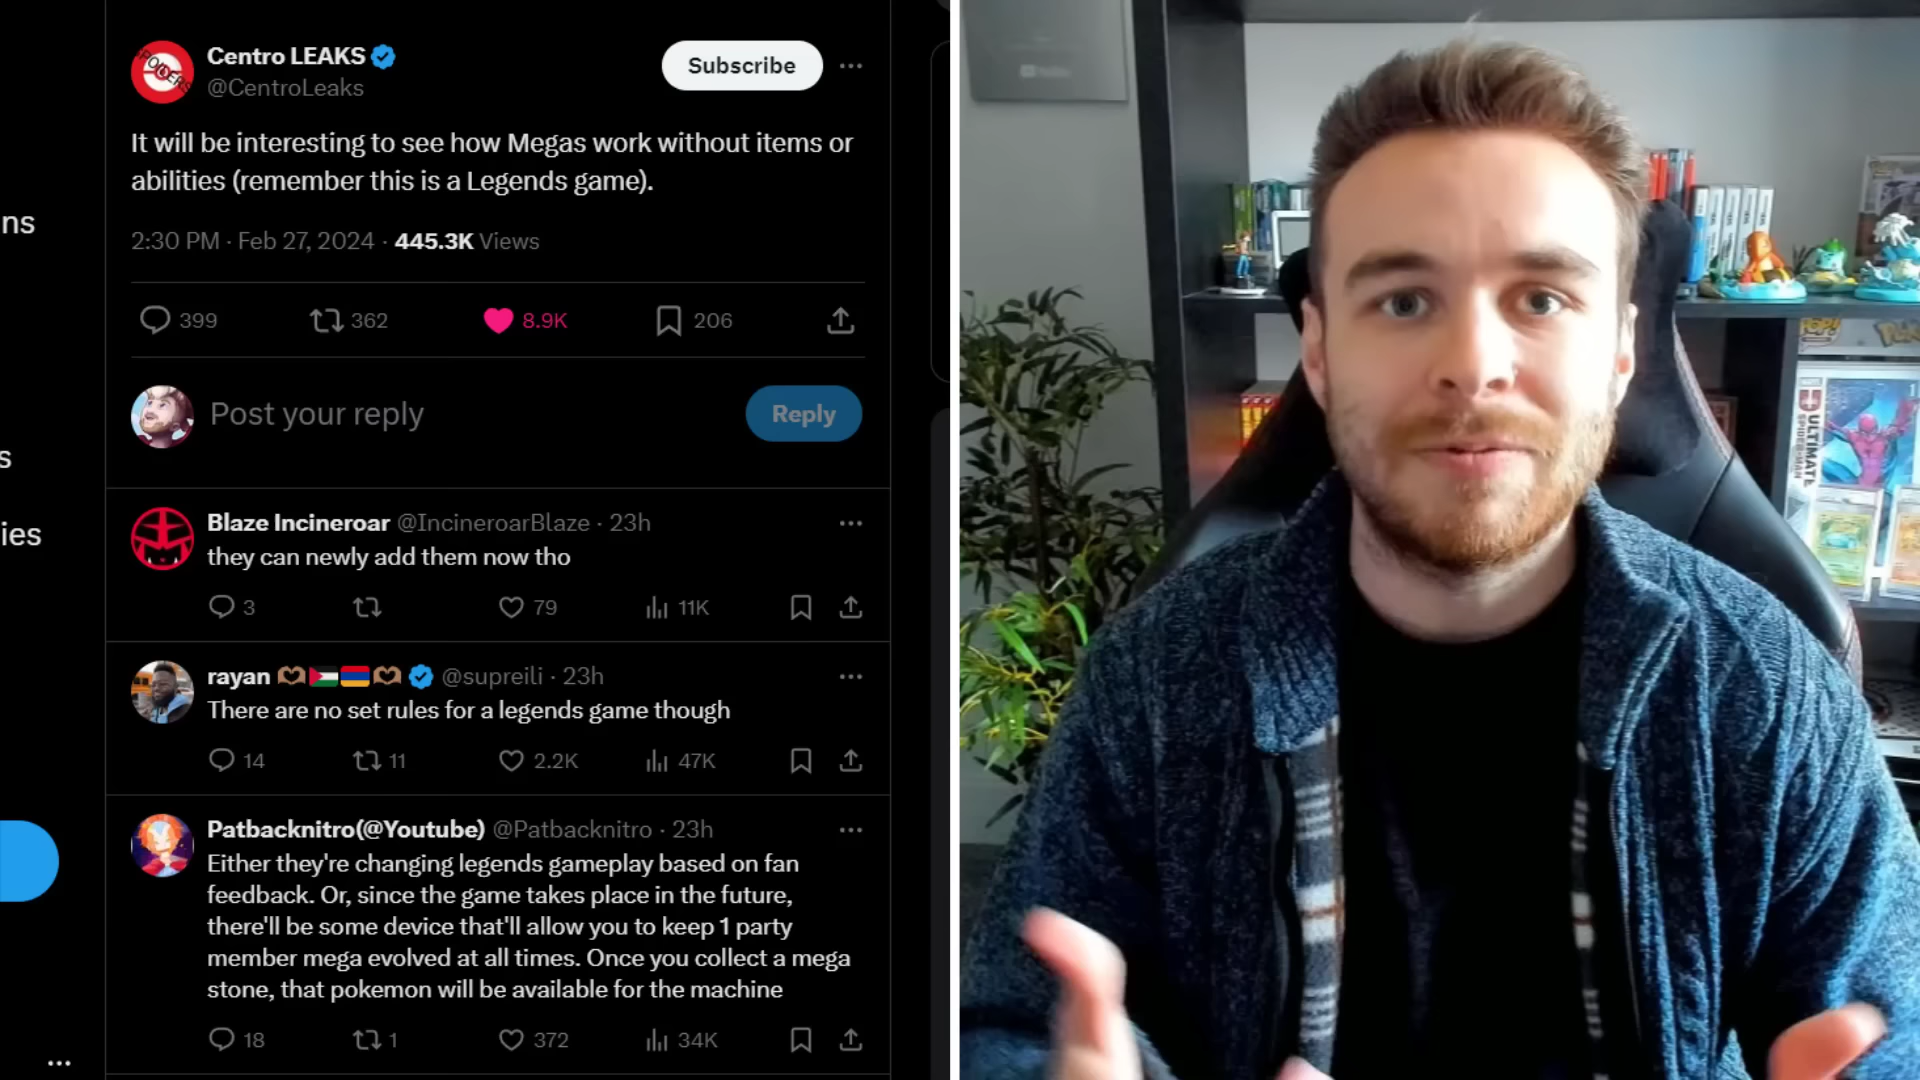 Centro LEAKS
@CentroLeaks
Subscribe
It will be interesting to see how Megas work without items or
abilities (remember this is a Legends game).
2:30 PM · Feb 27, 2024 · 445.3K Views
399 362 8.9K 206
Post your reply
Reply
Blaze Incineroar @IncineroarBlaze · 23h
they can newly add them now tho
3 79 11K
rayan @supreili · 23h
There are no set rules for a legends game though
14 11 2.2K 47K
Patbacknitro(@Youtube) @Patbacknitro · 23h
Either they're changing legends gameplay based on fan
feedback. Or, since the game takes place in the future,
there'll be some device that'll allow you to keep 1 party
member mega evolved at all times. Once you collect a mega
stone, that pokemon will be available for the machine
18 1 372 34K
ns
s
ies
POP!
ULTIMATE
SPIDER-MAN